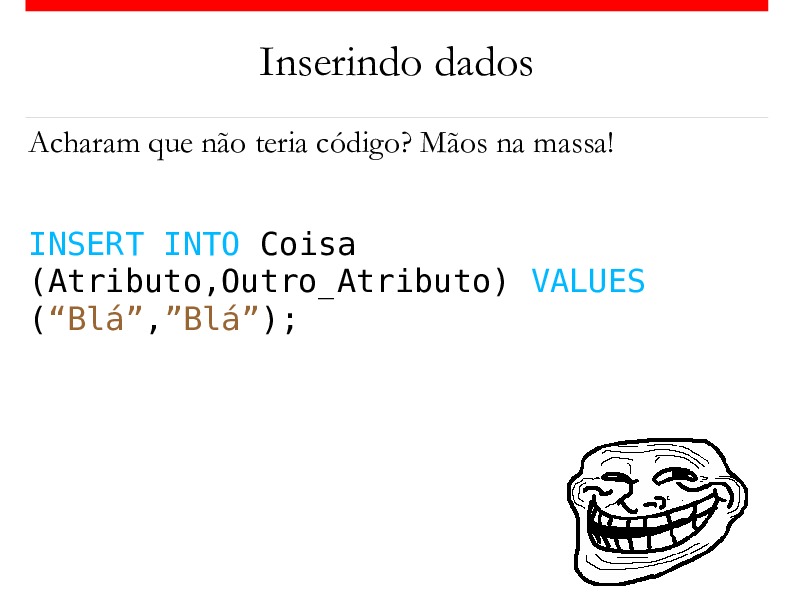 Inserindo dados
Acharam que não teria código? Mãos na massa!
INSERT INTO Coisa
(Atributo,Outro_Atributo) VALUES
(“Blá”,”Blá”);